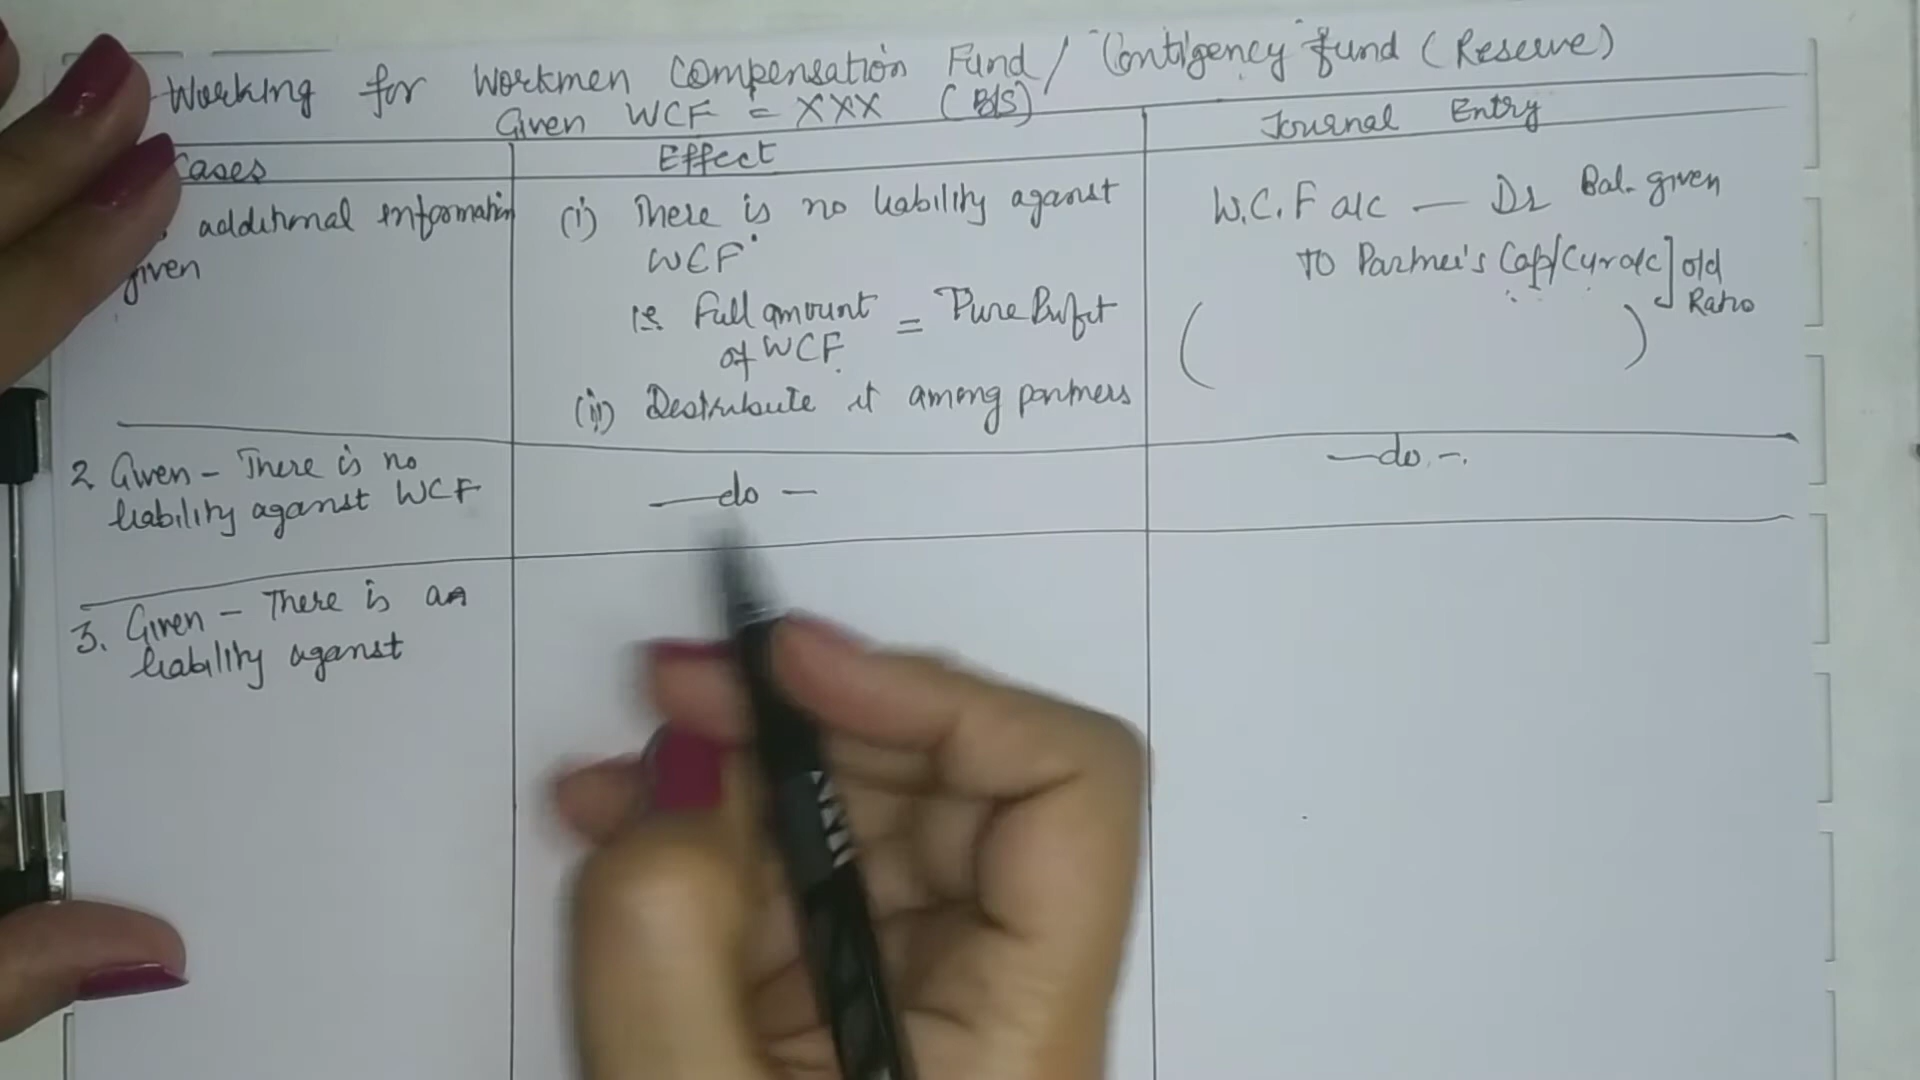 Working for Workmen Compensation Fund / Contigency fund (Reserve)
Given WCF = XXX (B/S)
Cases
Effect
Journal Entry
additional information
given
(i) There is no liability against
WCF
ie Full amount = Pure Profit
of WCF.
(ii) Distribute it among partners
W.C.F a/c — Dr Bal. given
To Partner's Cap/Cur a/c] old
Ratio
( )
2. Given - There is no
liability against WCF
—do—
—do.—.
3. Given - There is an
liability against